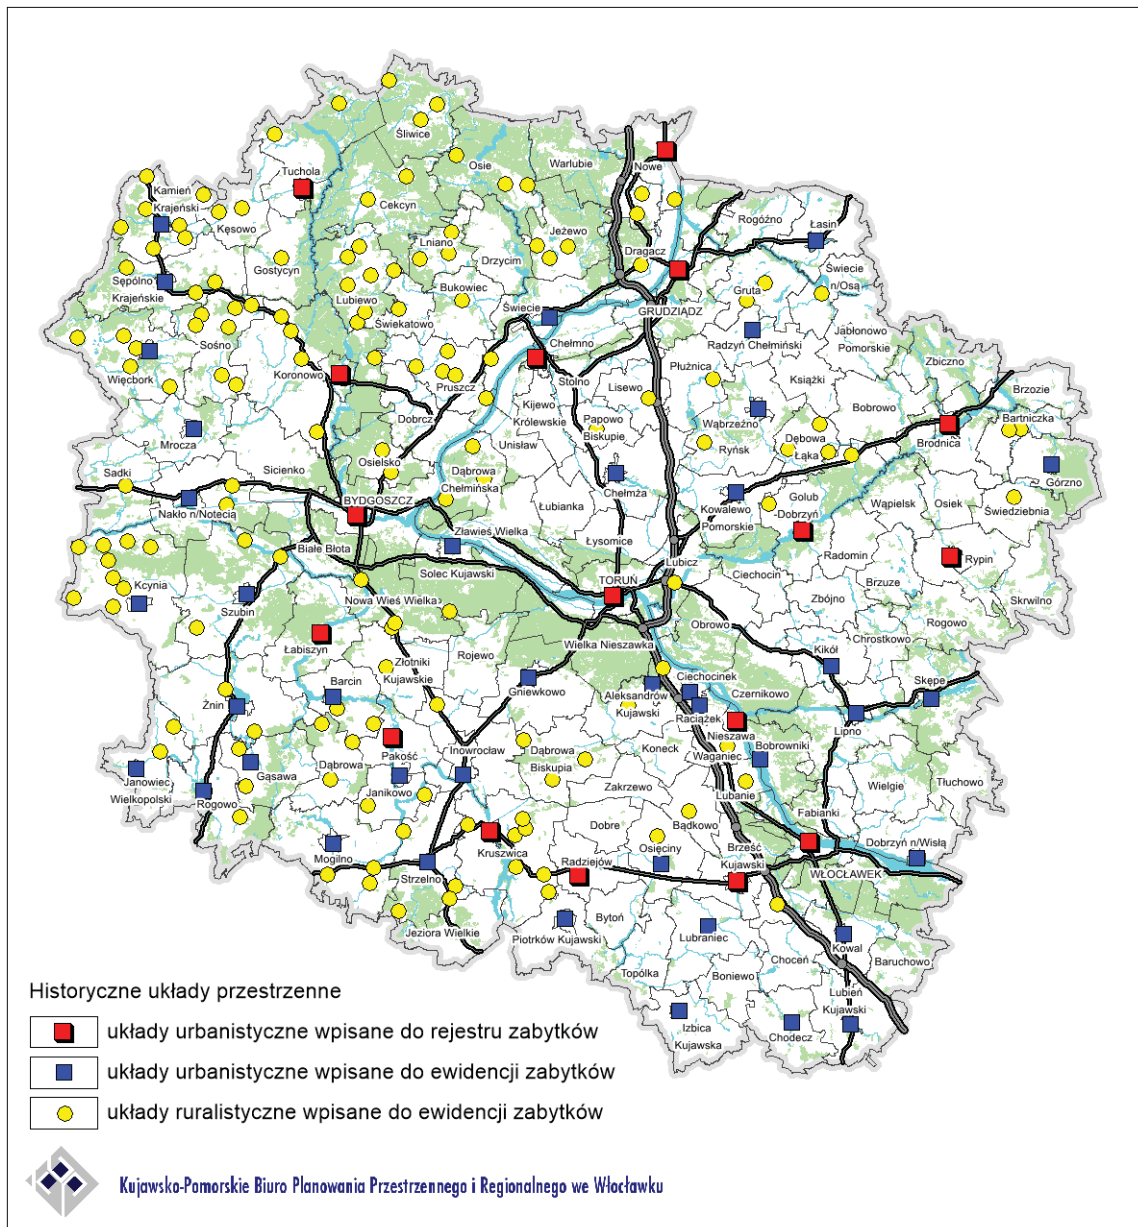 Śliwice
Osie
Warlubie
Nowe
Tuchola
Kamień
Krajeński
Kęsowo
Cekcyn
Rogóźno
Łasin
Lniano
Jeżewo
Drzycim
Dragacz
Gostycyn
Sępólno
Krajeńskie
Lubiewo
Bukowiec
Świecie
n/Osą
Gruta
Świecie
GRUDZIĄDZ
Świekatowo
Sośno
Chełmno
Radzyń Chełmiński
Jabłonowo
Pomorskie
Zbiczno
Więcbork
Koronowo
Pruszcz
Stolno
Lisewo
Płużnica
Książki
Brzozie
Kijewo
Królewskie
Papowo
Biskupie
Bobrowo
Bartniczka
Dobrcz
Wąbrzeźno
Mrocza
Unisław
Dębowa
Łąka
Brodnica
Sicienko
Osielsko
Ryńsk
Sadki
Dąbrowa
Chełmińska
Chełmża
Górzno
BYDGOSZCZ
Golub
-Dobrzyń
Wąpielsk
Osiek
Świedziebnia
Nakło n/Notecią
Łubianka
Kowalewo
Pomorskie
Zławieś Wielka
Białe Błota
Łysomice
Radomin
Rypin
Solec Kujawski
Lubicz
Ciechocin
TORUŃ
Brzuze
Kcynia
Szubin
Nowa Wieś Wielka
Zbójno
Skrwilno
Obrowo
Rogowo
Chrostkowo
Łabiszyn
Wielka Nieszawka
Kikół
Rojewo
Złotniki
Kujawskie
Ciechocinek
Barcin
Gniewkowo
Aleksandrów
Kujawski
Czernikowo
Skępe
Żnin
Raciążek
Nieszawa
Lipno
Inowrocław
Koneck
Bobrowniki
Dąbrowa
Biskupia
Waganiec
Gąsawa
Dąbrowa
Pakość
Janowiec
Wielkopolski
Janikowo
Zakrzewo
Lubanie
Wielgie
Tłuchowo
Rogowo
Fabianki
Dobre
Bądkowo
Dobrzyń n/Wisłą
Mogilno
Kruszwica
Osięciny
Brześć
Kujawski
Radziejów
Strzelno
WŁOCŁAWEK
Bytoń
Jeziora Wielkie
Piotrków Kujawski
Lubraniec
Kowal
Choceń
Baruchowo
Topólka
Boniewo
Lubień
Kujawski
Izbica
Kujawska
Chodecz
Historyczne układy przestrzenne
układy urbanistyczne wpisane do rejestru zabytków
układy urbanistyczne wpisane do ewidencji zabytków
układy ruralistyczne wpisane do ewidencji zabytków
Kujawsko-Pomorskie Biuro Planowania Przestrzennego i Regionalnego we Włocławku